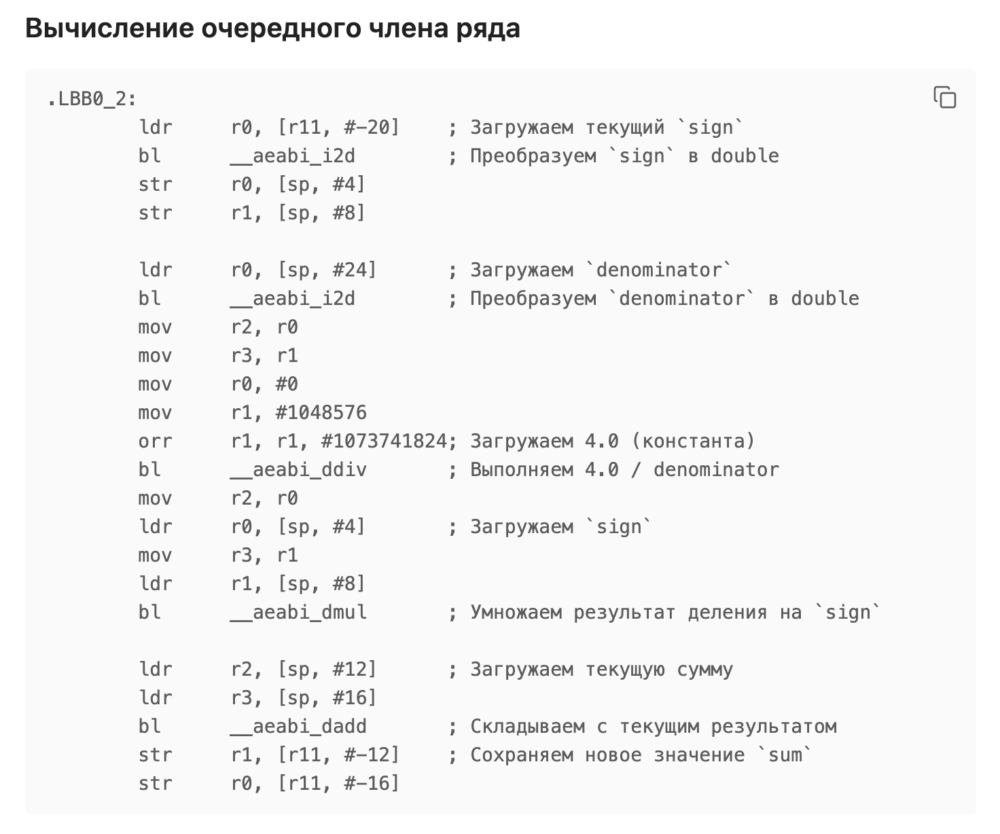 Вычисление очередного члена ряда
.LBB0_2:
ldr r0, [r11, #-20] ; Загружаем текущий `sign`
bl __aeabi_i2d ; Преобразуем `sign` в double
str r0, [sp, #4]
str r1, [sp, #8]
ldr r0, [sp, #24] ; Загружаем `denominator`
bl __aeabi_i2d ; Преобразуем `denominator` в double
mov r2, r0
mov r3, r1
mov r0, #0
mov r1, #1048576
orr r1, r1, #1073741824; Загружаем 4.0 (константа)
bl __aeabi_ddiv ; Выполняем 4.0 / denominator
mov r2, r0
ldr r0, [sp, #4] ; Загружаем `sign`
mov r3, r1
ldr r1, [sp, #8]
bl __aeabi_dmul ; Умножаем результат деления на `sign`
ldr r2, [sp, #12] ; Загружаем текущую сумму
ldr r3, [sp, #16]
bl __aeabi_dadd ; Складываем с текущим результатом
str r1, [r11, #-12] ; Сохраняем новое значение `sum`
str r0, [r11, #-16]